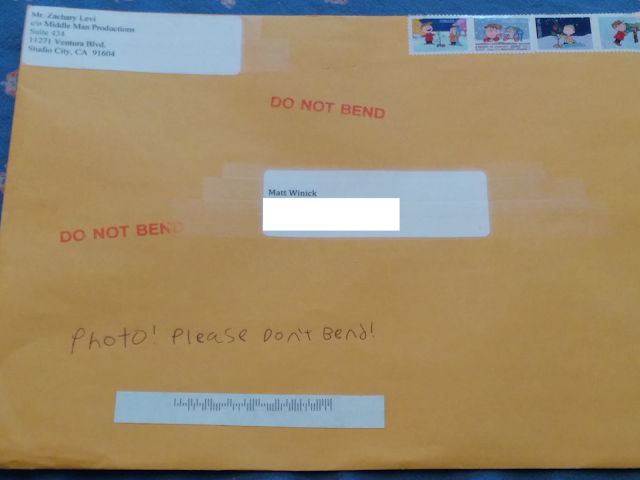 Mr. Zachary Levi
c/o Middle Man Productions
Suite 434
11271 Ventura Blvd.
Studio City, CA 91604
DO NOT BEND
Matt Winick
DO NOT BEND
Photo! Please Don't Bend!